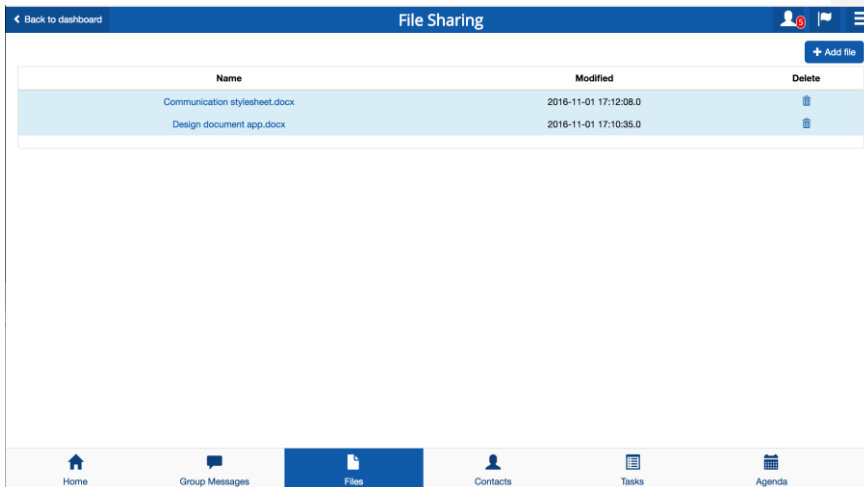 Back to dashboard File Sharing 5
Add file
Name Modified Delete
Communication stylesheet.docx 2016-11-01 17:12:08.0
Design document app.docx 2016-11-01 17:10:35.0
Home Group Messages Files Contacts Tasks Agenda